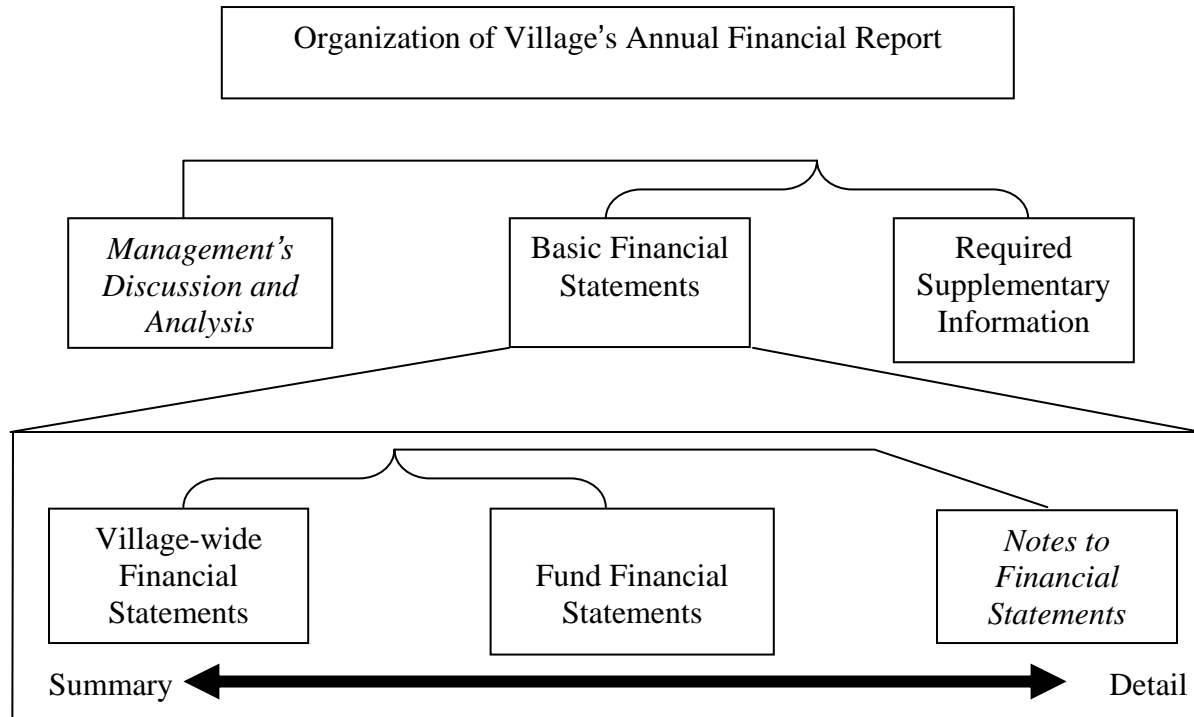 Organization of Village's Annual Financial Report
Management's
Discussion and
Analysis
Basic Financial
Statements
Required
Supplementary
Information
Village-wide
Financial
Statements
Fund Financial
Statements
Notes to
Financial
Statements
Summary
Detail